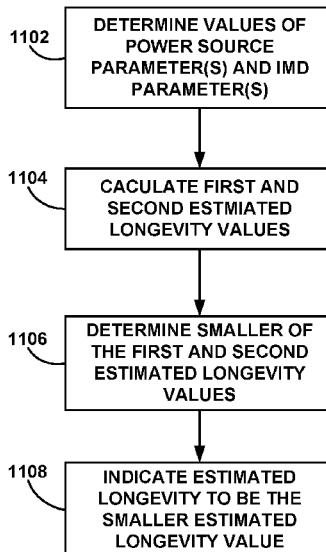 1102
DETERMINE VALUES OF
POWER SOURCE
PARAMETER(S) AND IMD
PARAMETER(S)
1104
CACULATE FIRST AND
SECOND ESTMIATED
LONGEVITY VALUES
1106
DETERMINE SMALLER OF
THE FIRST AND SECOND
ESTIMATED LONGEVITY
VALUES
1108
INDICATE ESTIMATED
LONGEVITY TO BE THE
SMALLER ESTIMATED
LONGEVITY VALUE